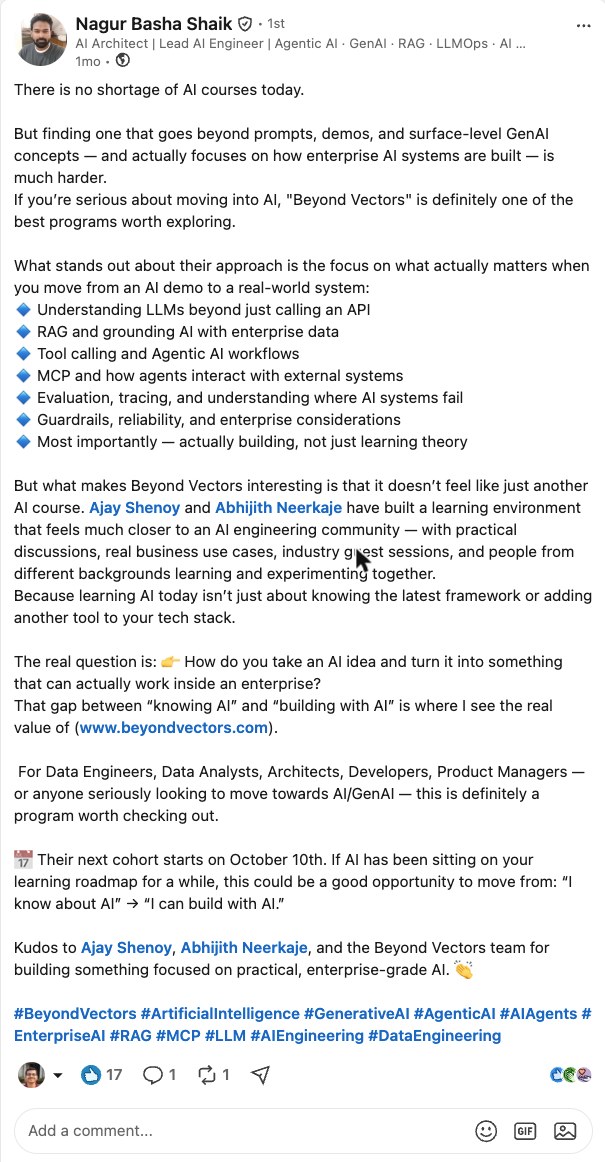 Nagur Basha Shaik · 1st
AI Architect | Lead AI Engineer | Agentic AI · GenAI · RAG · LLMOps · AI ...
1mo ·
There is no shortage of AI courses today.
But finding one that goes beyond prompts, demos, and surface-level GenAI
concepts — and actually focuses on how enterprise AI systems are built — is
much harder.
If you’re serious about moving into AI, "Beyond Vectors" is definitely one of the
best programs worth exploring.
What stands out about their approach is the focus on what actually matters when
you move from an AI demo to a real-world system:
🔷 Understanding LLMs beyond just calling an API
🔷 RAG and grounding AI with enterprise data
🔷 Tool calling and Agentic AI workflows
🔷 MCP and how agents interact with external systems
🔷 Evaluation, tracing, and understanding where AI systems fail
🔷 Guardrails, reliability, and enterprise considerations
🔷 Most importantly — actually building, not just learning theory
But what makes Beyond Vectors interesting is that it doesn’t feel like just another
AI course. Ajay Shenoy and Abhijith Neerkaje have built a learning environment
that feels much closer to an AI engineering community — with practical
discussions, real business use cases, industry guest sessions, and people from
different backgrounds learning and experimenting together.
Because learning AI today isn’t just about knowing the latest framework or adding
another tool to your tech stack.
The real question is: 👉 How do you take an AI idea and turn it into something
that can actually work inside an enterprise?
That gap between “knowing AI” and “building with AI” is where I see the real
value of (www.beyondvectors.com).
For Data Engineers, Data Analysts, Architects, Developers, Product Managers —
or anyone seriously looking to move towards AI/GenAI — this is definitely a
program worth checking out.
📅 Their next cohort starts on October 10th. If AI has been sitting on your
learning roadmap for a while, this could be a good opportunity to move from: “I
know about AI” → “I can build with AI.”
Kudos to Ajay Shenoy, Abhijith Neerkaje, and the Beyond Vectors team for
building something focused on practical, enterprise-grade AI. 👏
#BeyondVectors #ArtificialIntelligence #GenerativeAI #AgenticAI #AIAgents #
EnterpriseAI #RAG #MCP #LLM #AIEngineering #DataEngineering
17 1 1
Add a comment... GIF